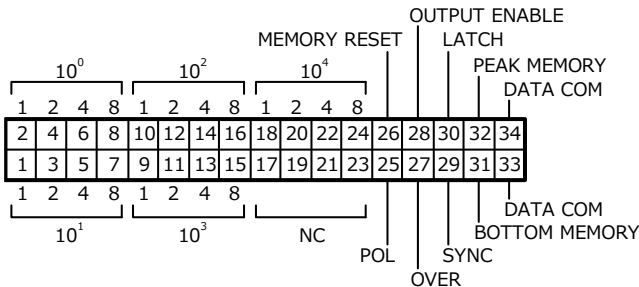 OUTPUT ENABLE
MEMORY RESET LATCH
10⁰ 10² 10⁴ PEAK MEMORY
DATA COM
1 2 4 8 1 2 4 8 1 2 4 8
2 4 6 8 10 12 14 16 18 20 22 24 26 28 30 32 34
1 3 5 7 9 11 13 15 17 19 21 23 25 27 29 31 33
1 2 4 8 1 2 4 8
DATA COM
10¹ 10³ NC BOTTOM MEMORY
POL SYNC
OVER